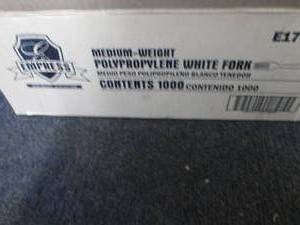 E17
EMPRESS
MEDIUM-WEIGHT
POLYPROPYLENE WHITE FORK
MEDIO PESO POLIPROPILENO BLANCO TENEDOR
CONTENTS 1000 CONTENIDO 1000